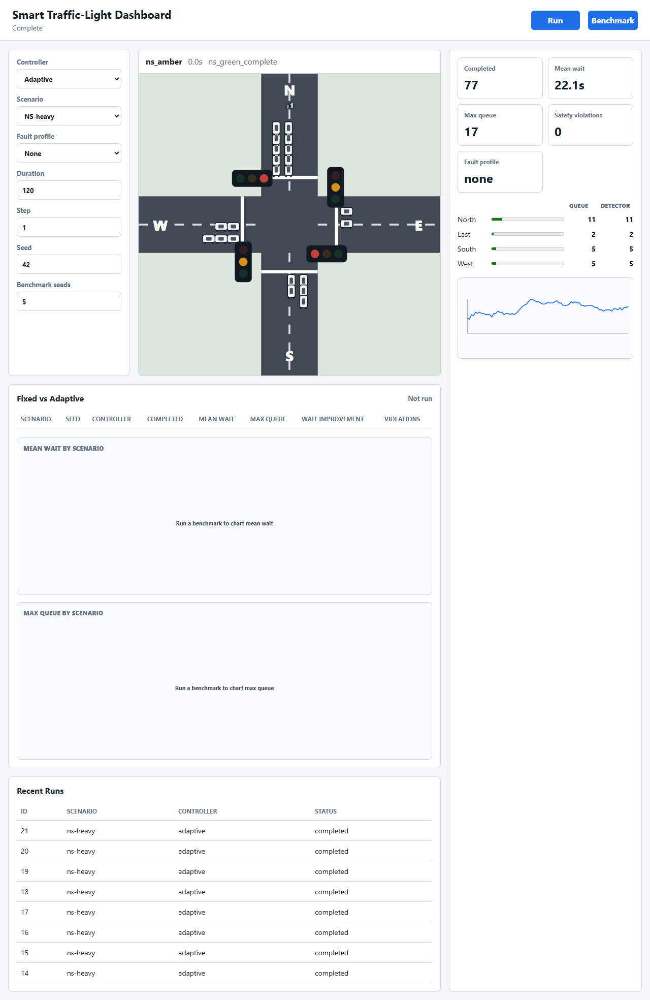 Smart Traffic-Light Dashboard
Complete
Run
Benchmark
Controller
Adaptive
Scenario
NS-heavy
Fault profile
None
Duration
120
Step
1
Seed
42
Benchmark seeds
5
ns_amber 0.0s ns_green_complete
N
+1
W
E
S
Completed
77
Mean wait
22.1s
Max queue
17
Safety violations
0
Fault profile
none
QUEUE DETECTOR
North 11 11
East 2 2
South 5 5
West 5 5
Fixed vs Adaptive
Not run
SCENARIO SEED CONTROLLER COMPLETED MEAN WAIT MAX QUEUE WAIT IMPROVEMENT VIOLATIONS
MEAN WAIT BY SCENARIO
Run a benchmark to chart mean wait
MAX QUEUE BY SCENARIO
Run a benchmark to chart max queue
Recent Runs
ID SCENARIO CONTROLLER STATUS
21 ns-heavy adaptive completed
20 ns-heavy adaptive completed
19 ns-heavy adaptive completed
18 ns-heavy adaptive completed
17 ns-heavy adaptive completed
16 ns-heavy adaptive completed
15 ns-heavy adaptive completed
14 ns-heavy adaptive completed